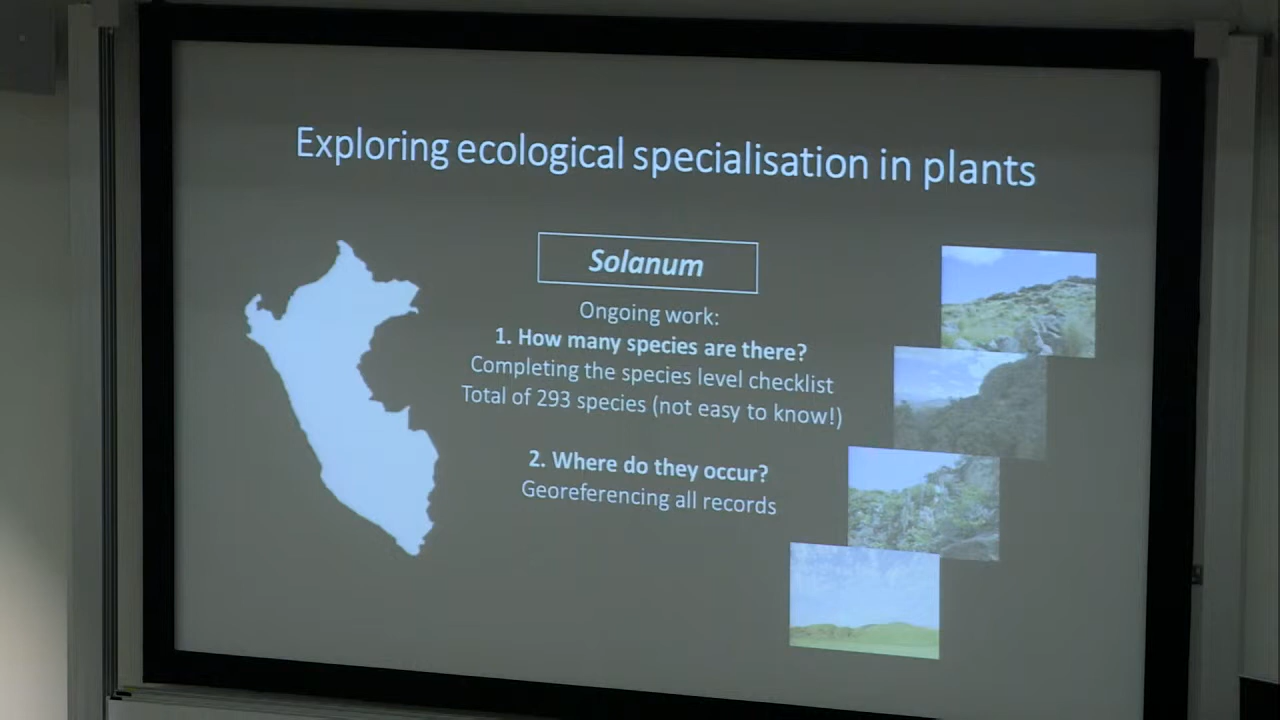 Exploring ecological specialisation in plants
Solanum
Ongoing work:
1. How many species are there?
Completing the species level checklist
Total of 293 species (not easy to know!)
2. Where do they occur?
Georeferencing all records